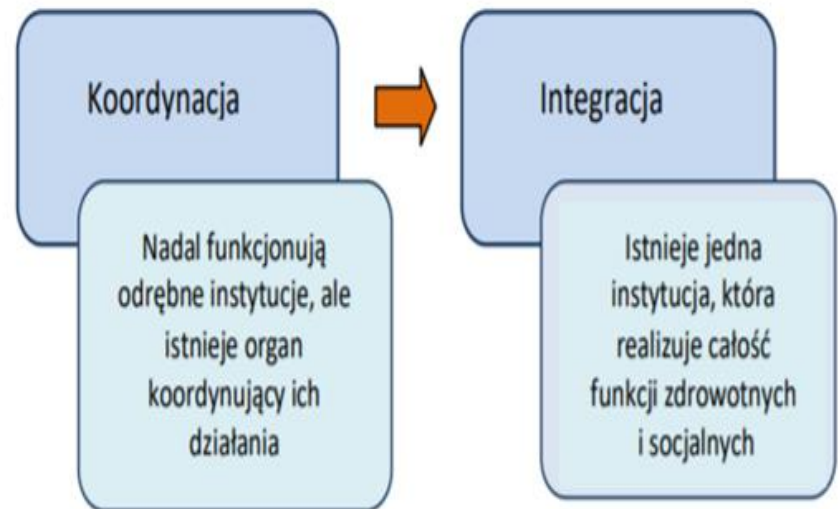 Koordynacja
Nadal funkcjonują
odrębne instytucje, ale
istnieje organ
koordynujący ich
działania
Integracja
Istnieje jedna
instytucja, która
realizuje całość
funkcji zdrowotnych
i socjalnych